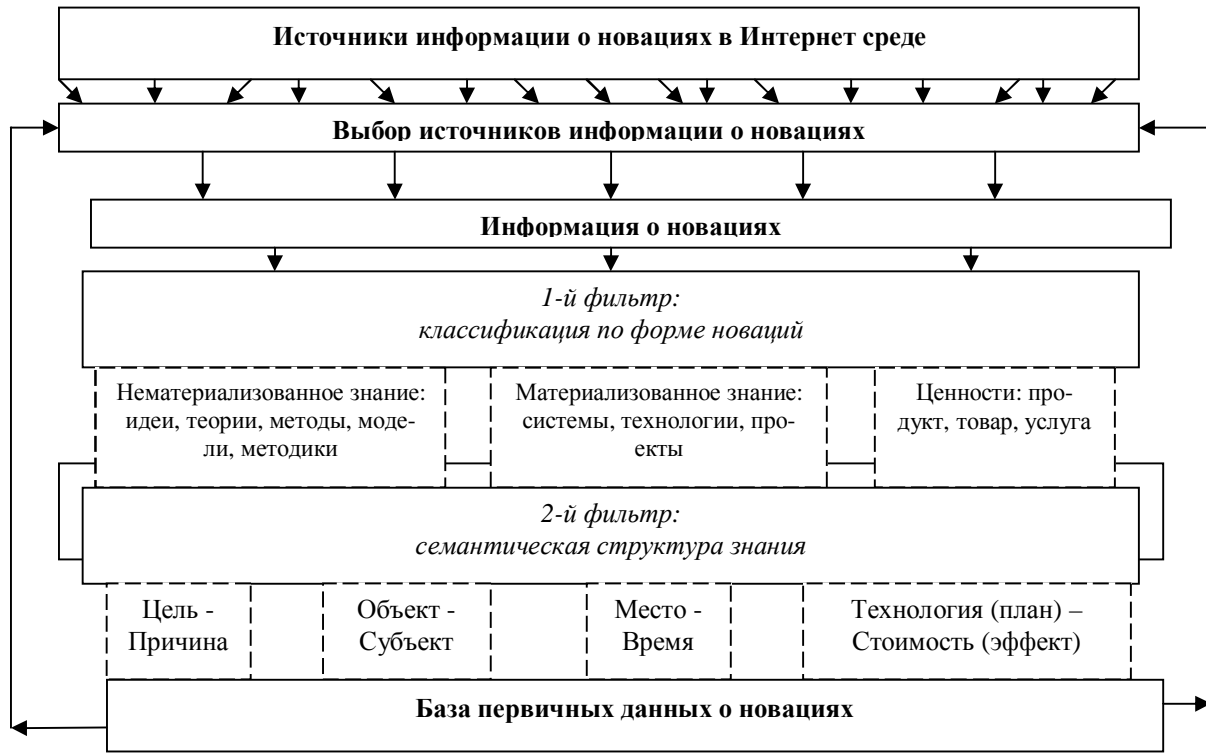 Источники информации о новациях в Интернет среде
Выбор источников информации о новациях
Информация о новациях
1-й фильтр:
классификация по форме новаций
Нематериализованное знание:
идеи, теории, методы, моде-
ли, методики
Материализованное знание:
системы, технологии, про-
екты
Ценности: про-
дукт, товар, услуга
2-й фильтр:
семантическая структура знания
Цель -
Причина
Объект -
Субъект
Место -
Время
Технология (план) –
Стоимость (эффект)
База первичных данных о новациях